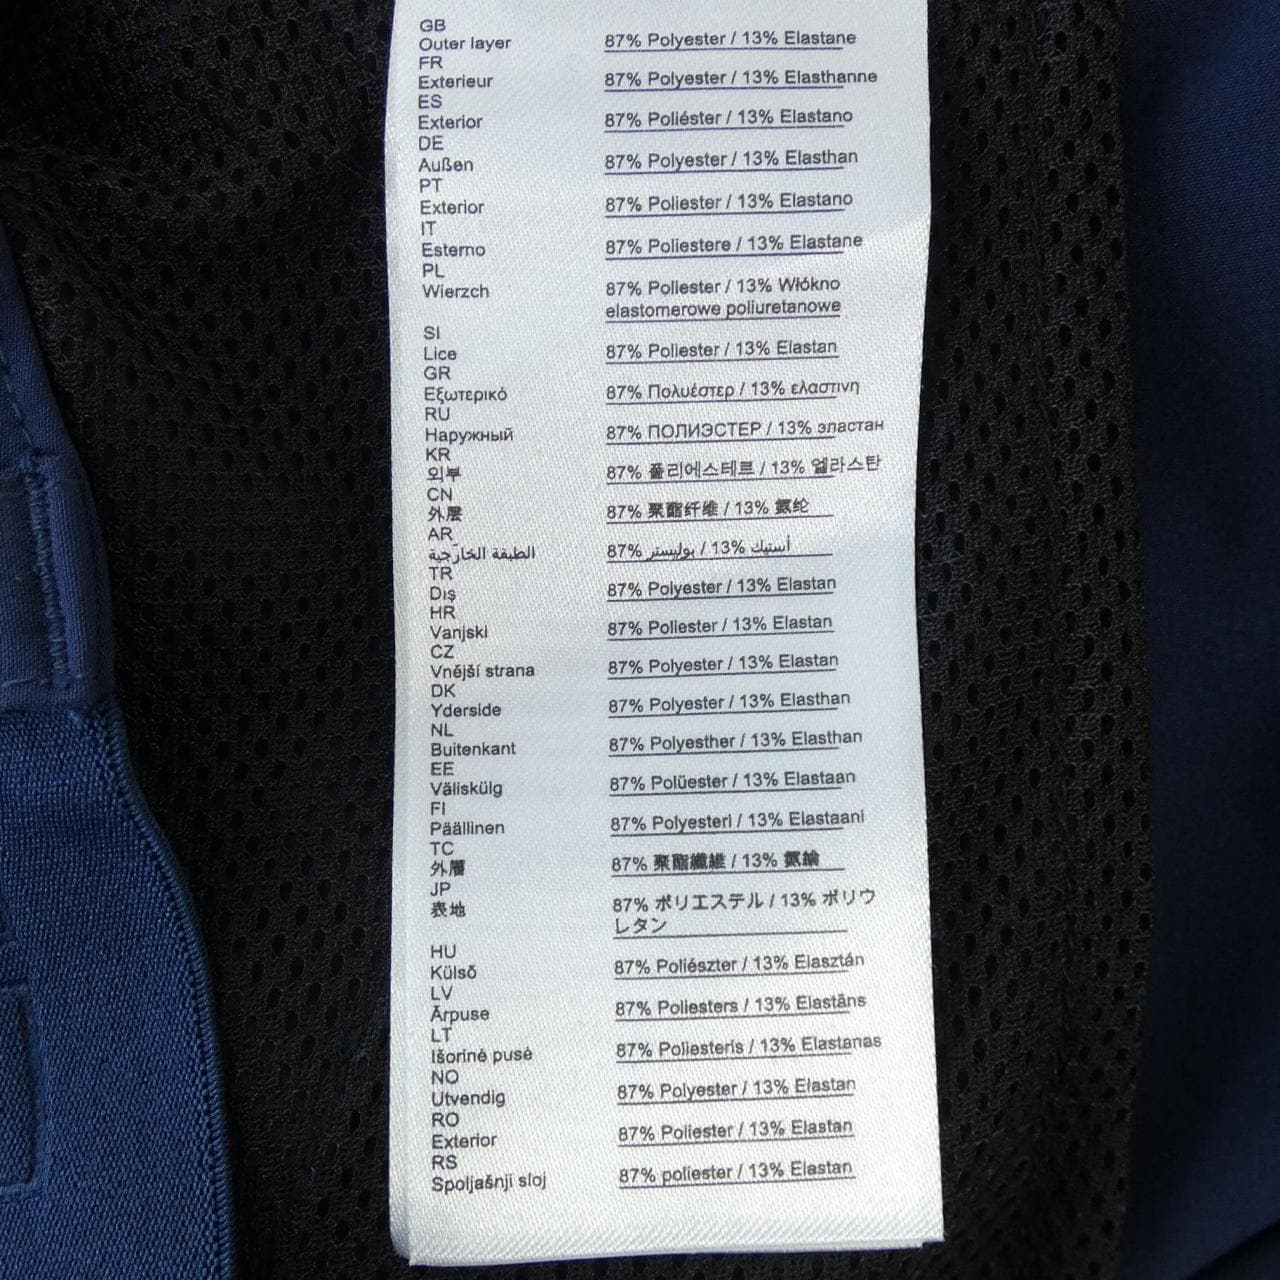 GB
Outer layer 87% Polyester / 13% Elastane
FR
Exterieur 87% Polyester / 13% Elasthanne
ES
Exterior 87% Poliéster / 13% Elastano
DE
Außen 87% Polyester / 13% Elasthan
PT
Exterior 87% Poliester / 13% Elastano
IT
Esterno 87% Poliestere / 13% Elastane
PL
Wierzch 87% Poliester / 13% Włókno
elastomerowe poliuretanowe
SI
Lice 87% Poliester / 13% Elastan
GR
Εξωτερικό 87% Πολυέστερ / 13% ελαστινη
RU
Наружный 87% ПОЛИЭСТЕР / 13% эластан
KR
외부 87% 폴리에스테르 / 13% 엘라스탄
CN
外层 87% 聚酯纤维 / 13% 氨纶
AR
الطبقة الخارجية 87% بوليستر / 13% أستيك
TR
Dış 87% Polyester / 13% Elastan
HR
Vanjski 87% Poliester / 13% Elastan
CZ
Vnější strana 87% Polyester / 13% Elastan
DK
Yderside 87% Polyester / 13% Elasthan
NL
Buitenkant 87% Polyesther / 13% Elasthan
EE
Väliskülg 87% Polüester / 13% Elastaan
FI
Päällinen 87% Polyesterl / 13% Elastaani
TC
外層 87% 聚酯纖維 / 13% 氨綸
JP
表地 87% ポリエステル / 13% ポリウ
レタン
HU
Külső 87% Poliészter / 13% Elasztán
LV
Ārpuse 87% Poliesters / 13% Elastāns
LT
Išorinė pusė 87% Poliesteris / 13% Elastanas
NO
Utvendig 87% Polyester / 13% Elastan
RO
Exterior 87% Poliester / 13% Elastan
RS
Spoljašnji sloj 87% poliester / 13% Elastan